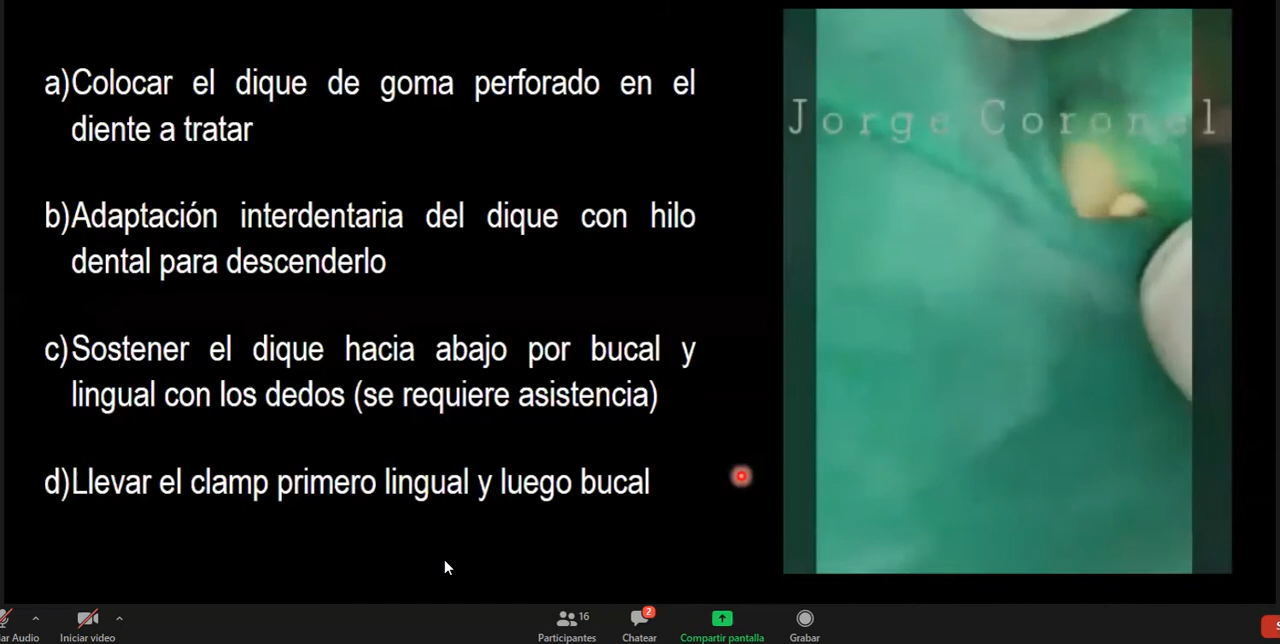 a)Colocar el dique de goma perforado en el
diente a tratar
b)Adaptación interdentaria del dique con hilo
dental para descenderlo
c)Sostener el dique hacia abajo por bucal y
lingual con los dedos (se requiere asistencia)
d)Llevar el clamp primero lingual y luego bucal
Jorge Coronel
16
2
Audio
Iniciar video
Participantes
Chatear
Compartir pantalla
Grabar